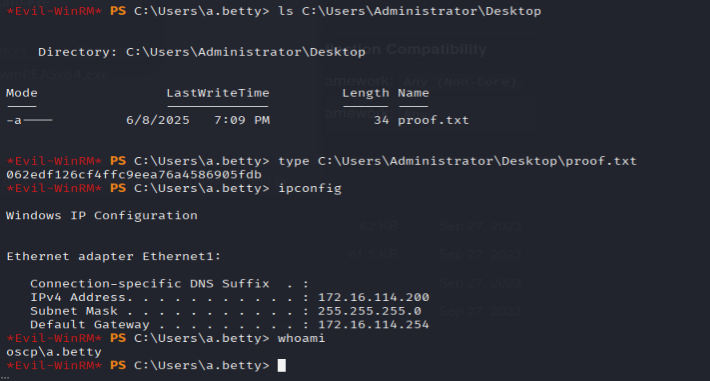 *Evil-WinRM* PS C:\Users\a.betty> ls C:\Users\Administrator\Desktop
Directory: C:\Users\Administrator\Desktop
Mode                LastWriteTime         Length Name
----                -------------         ------ ----
-a----         6/8/2025   7:09 PM             34 proof.txt
*Evil-WinRM* PS C:\Users\a.betty> type C:\Users\Administrator\Desktop\proof.txt
062edf126cf4ffc9eea76a4586905fdb
*Evil-WinRM* PS C:\Users\a.betty> ipconfig
Windows IP Configuration
Ethernet adapter Ethernet1:
Connection-specific DNS Suffix  . :
IPv4 Address. . . . . . . . . . . : 172.16.114.200
Subnet Mask . . . . . . . . . . . : 255.255.255.0
Default Gateway . . . . . . . . . : 172.16.114.254
*Evil-WinRM* PS C:\Users\a.betty> whoami
oscp\a.betty
*Evil-WinRM* PS C:\Users\a.betty>